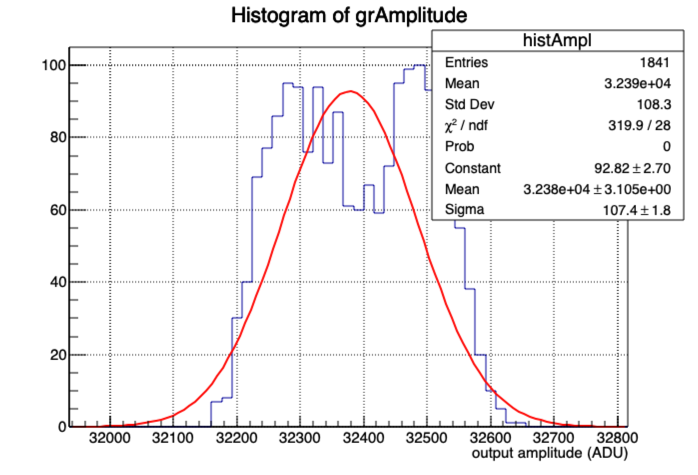 Histogram of grAmplitude
histAmpl
Entries 1841
Mean 3.239e+04
Std Dev 108.3
χ² / ndf 319.9 / 28
Prob 0
Constant 92.82 ± 2.70
Mean 3.238e+04 ± 3.105e+00
Sigma 107.4 ± 1.8
100
80
60
40
20
0
32000 32100 32200 32300 32400 32500 32600 32700 32800
output amplitude (ADU)